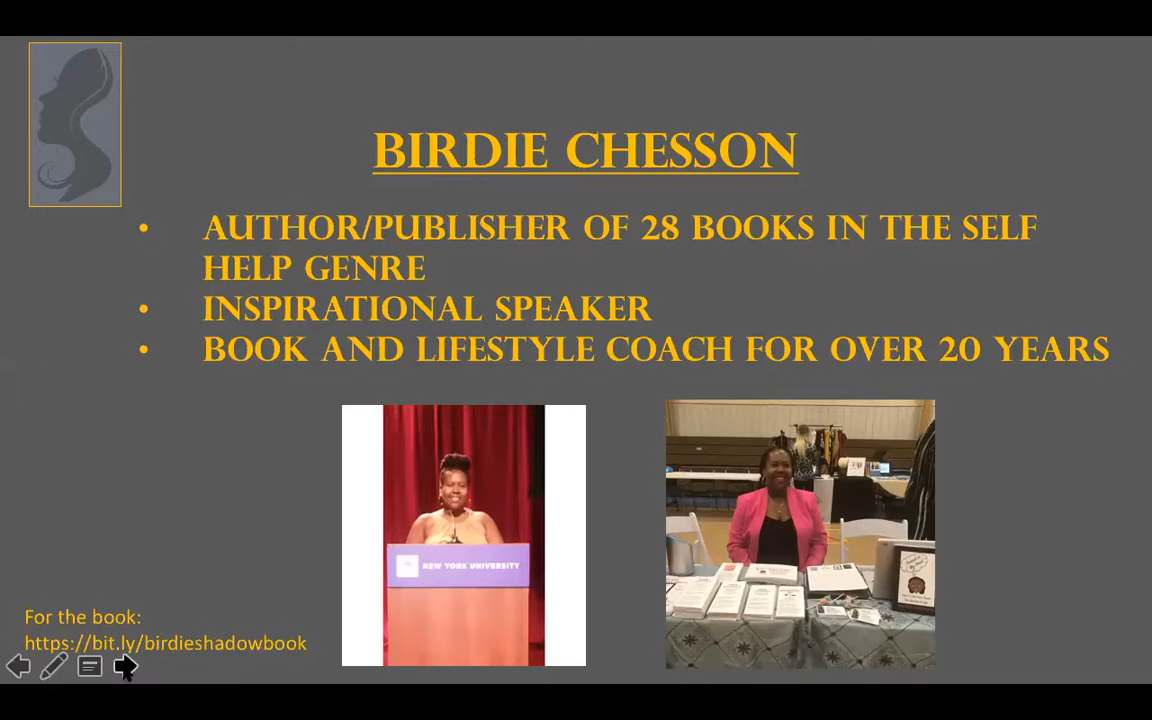 BIRDIE CHESSON
• AUTHOR/PUBLISHER OF 28 BOOKS IN THE SELF
HELP GENRE
• INSPIRATIONAL SPEAKER
• BOOK AND LIFESTYLE COACH FOR OVER 20 YEARS
NEW YORK UNIVERSITY
For the book:
https://bit.ly/birdieshadowbook